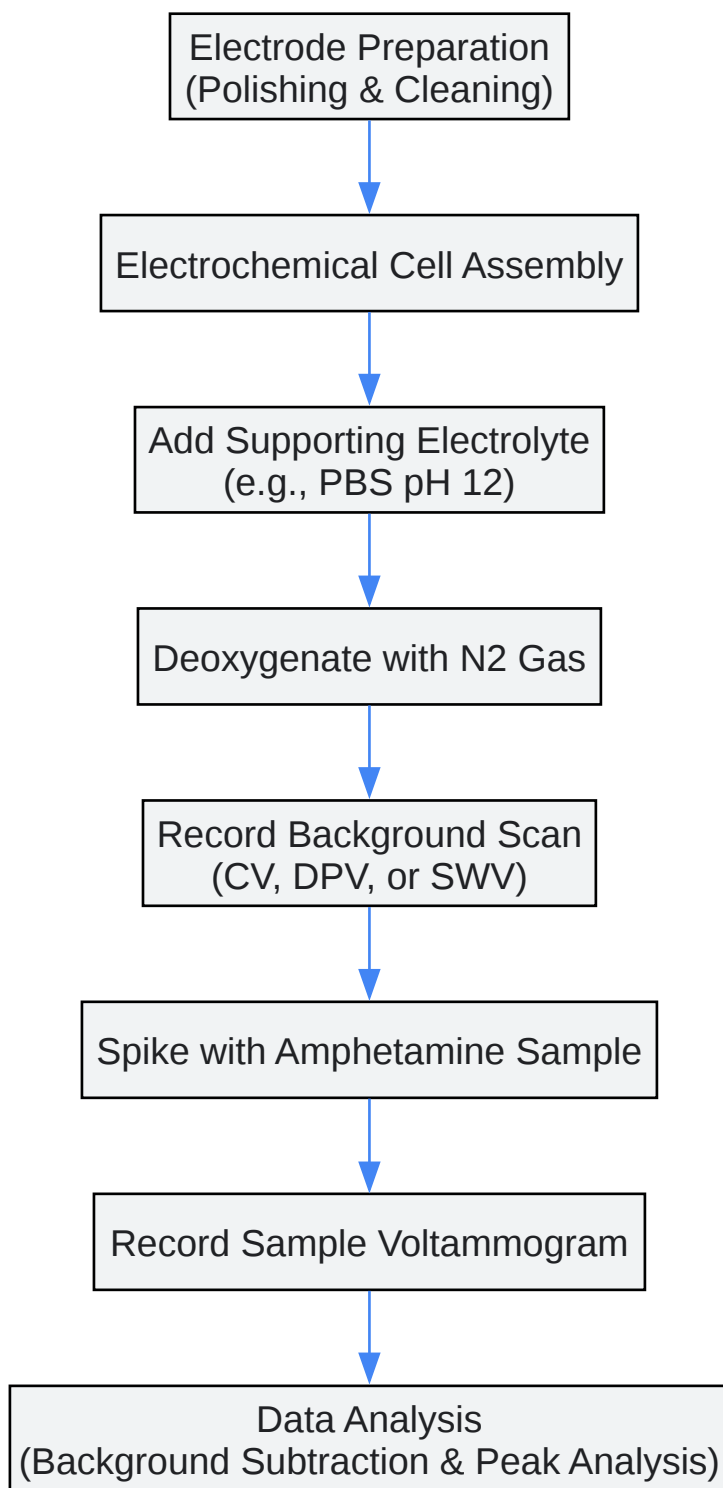 Electrode Preparation
(Polishing & Cleaning)
Electrochemical Cell Assembly
Add Supporting Electrolyte
(e.g., PBS pH 12)
Deoxygenate with N2 Gas
Record Background Scan
(CV, DPV, or SWV)
Spike with Amphetamine Sample
Record Sample Voltammogram
Data Analysis
(Background Subtraction & Peak Analysis)